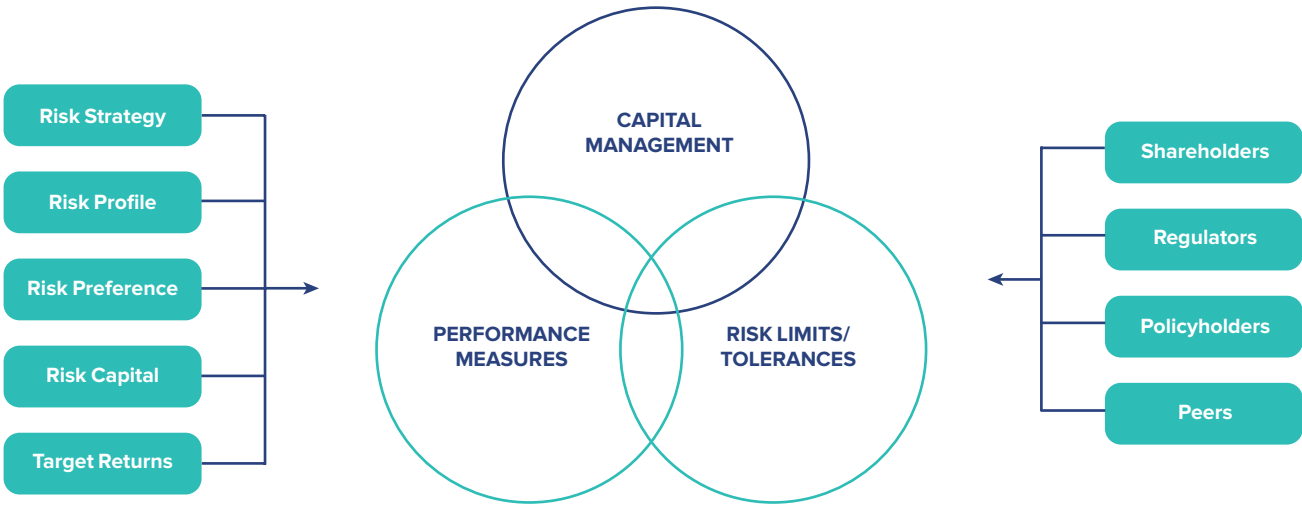 Risk Strategy
Risk Profile
Risk Preference
Risk Capital
Target Returns
CAPITAL
MANAGEMENT
PERFORMANCE
MEASURES
RISK LIMITS/
TOLERANCES
Shareholders
Regulators
Policyholders
Peers